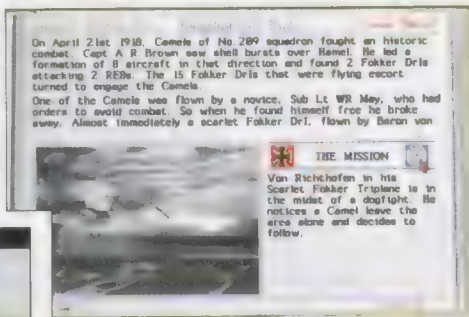 On April 21st 1918, Camels of No.209 squadron fought an historic
combat. Capt A R Brown saw shell bursts over Hamel. He led a
formation of 8 aircraft in that direction and found 2 Fokker DrIs
attacking 2 RE8s. The 15 Fokker DrIs that were flying escort
turned to engage the Camels.
One of the Camels was flown by a novice, Sub Lt WR May, who had
orders to avoid combat. So when he found himself free he broke
away. Almost immediately a scarlet Fokker DrI, flown by Baron von
THE MISSION
Von Richthofen in his
Scarlet Fokker Triplane is in
the midst of a dogfight. He
notices a Camel leave the
area alone and decides to
follow.